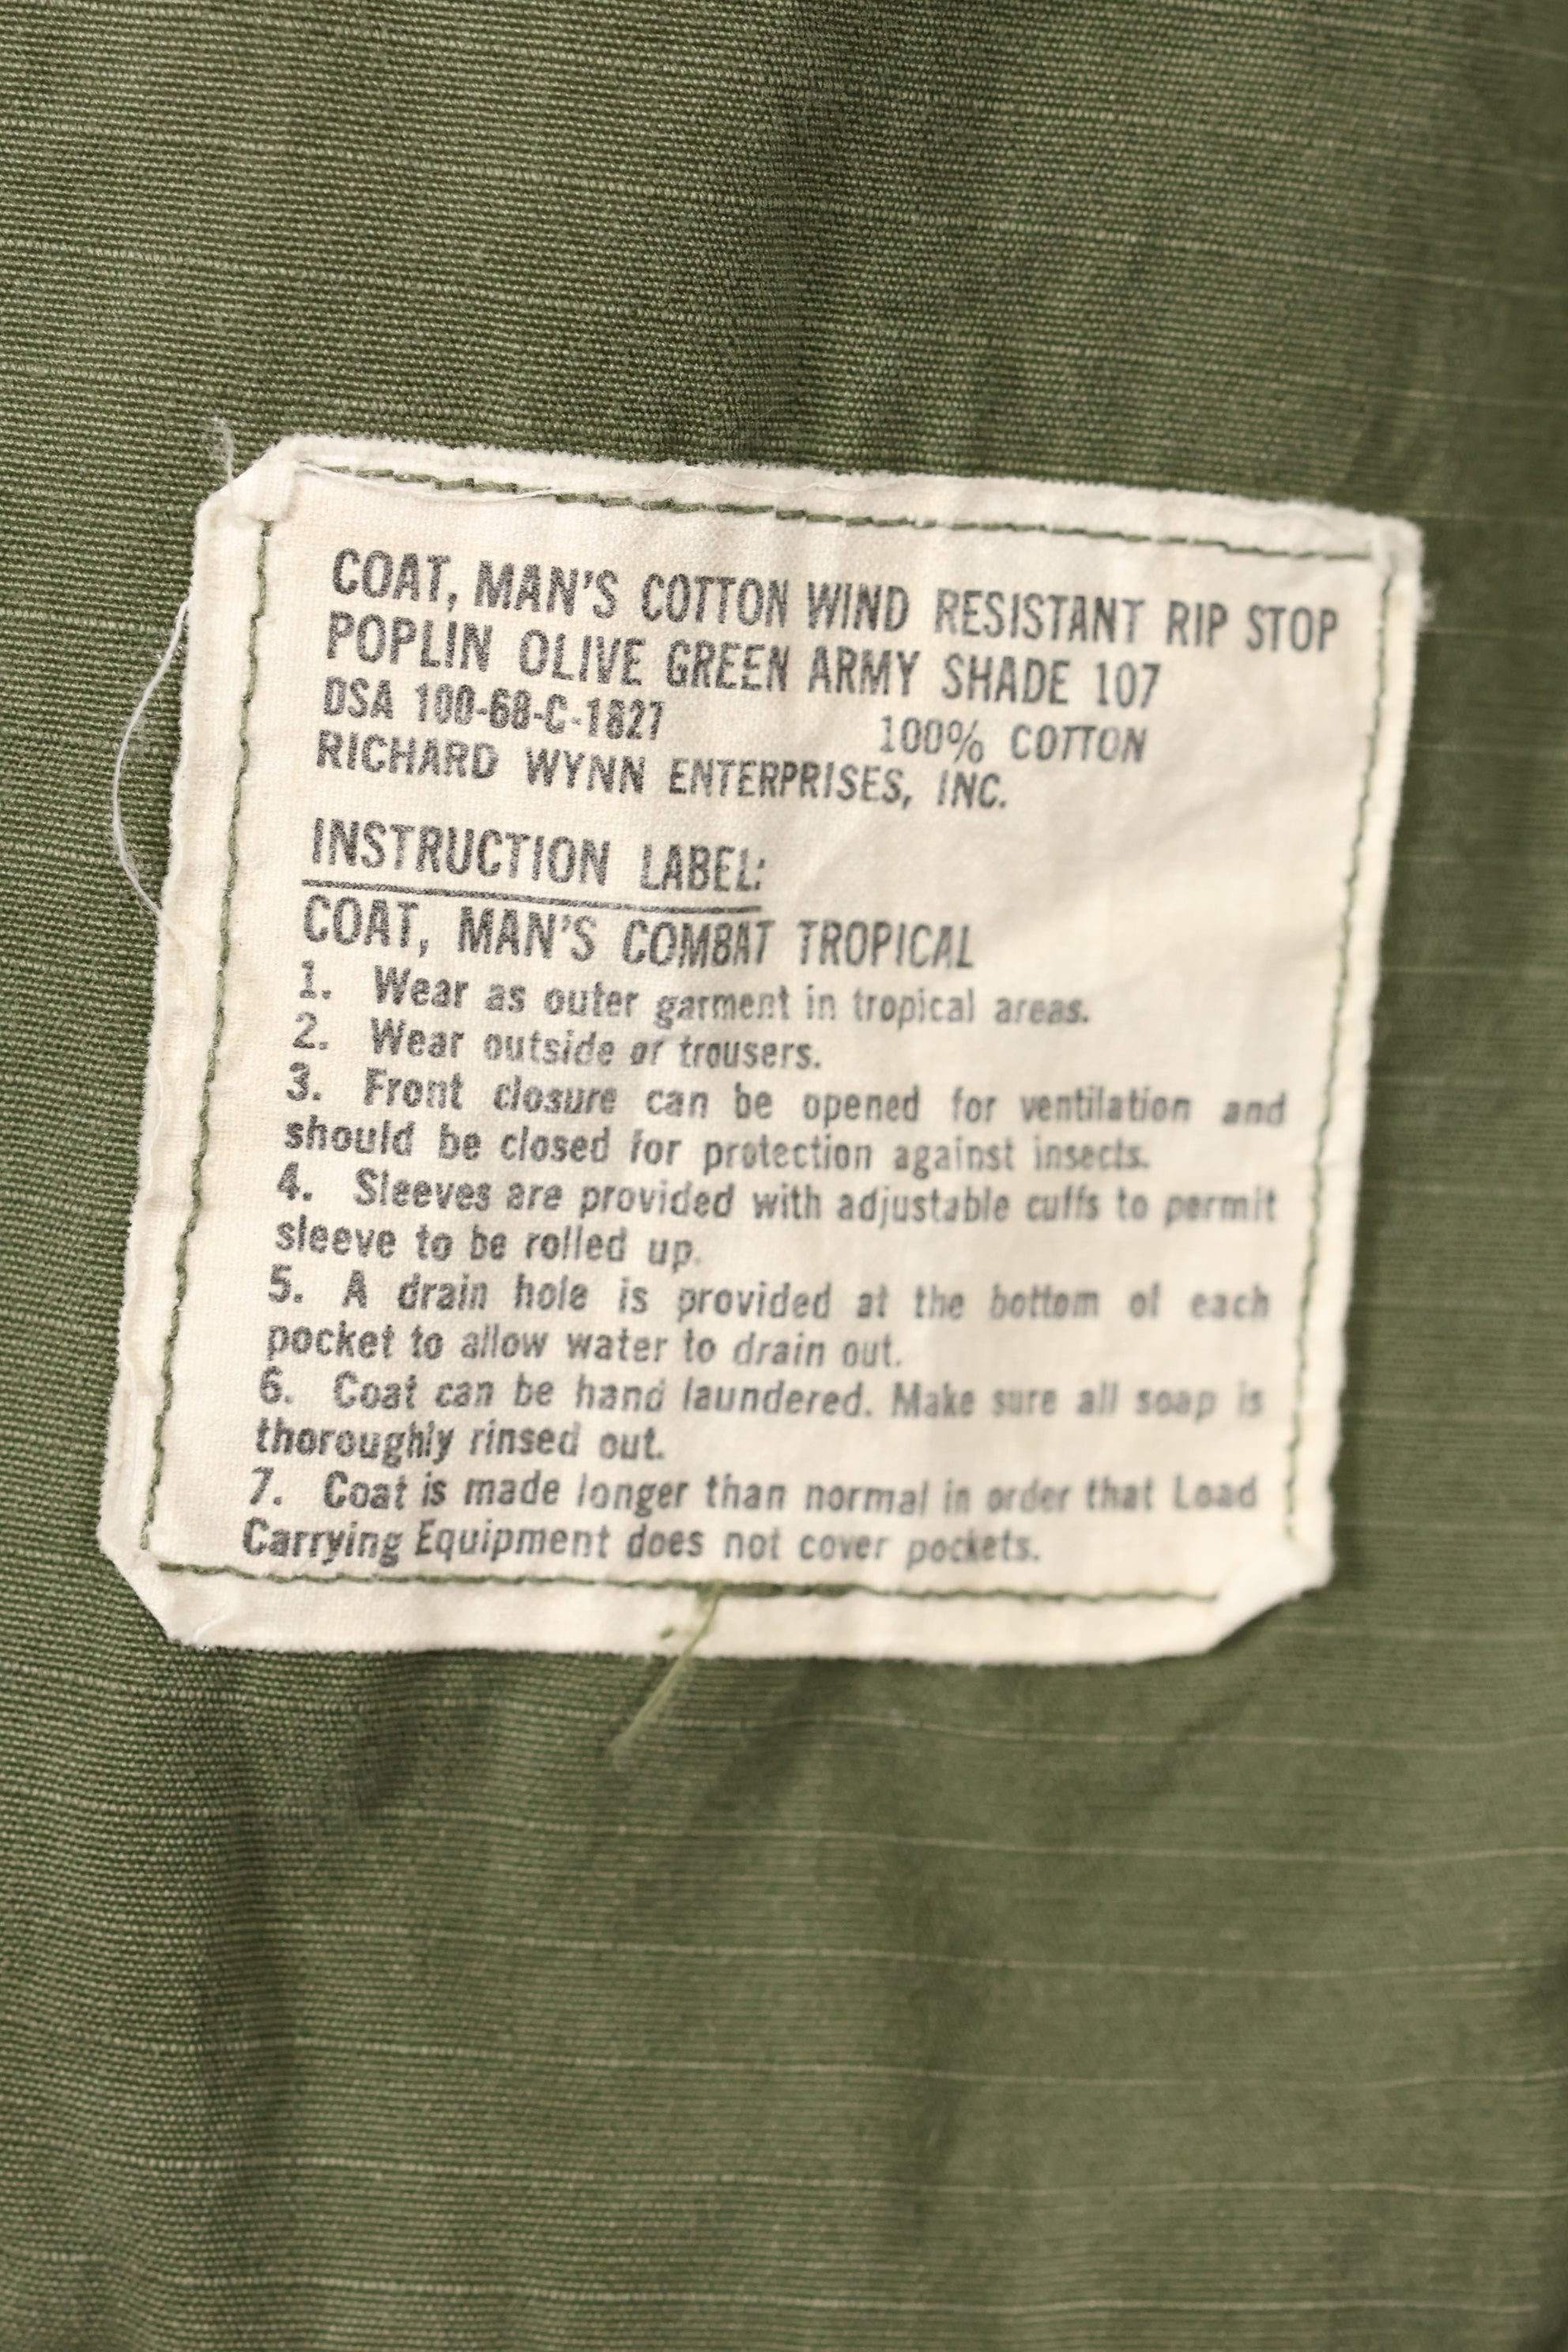 COAT, MAN'S COTTON WIND RESISTANT RIP STOP
POPLIN OLIVE GREEN ARMY SHADE 107
DSA 100-68-C-1827 100% COTTON
RICHARD WYNN ENTERPRISES, INC.
INSTRUCTION LABEL:
COAT, MAN'S COMBAT TROPICAL
1. Wear as outer garment in tropical areas.
2. Wear outside of trousers.
3. Front closure can be opened for ventilation and
should be closed for protection against insects.
4. Sleeves are provided with adjustable cuffs to permit
sleeve to be rolled up.
5. A drain hole is provided at the bottom of each
pocket to allow water to drain out.
6. Coat can be hand laundered. Make sure all soap is
thoroughly rinsed out.
7. Coat is made longer than normal in order that Load
Carrying Equipment does not cover pockets.